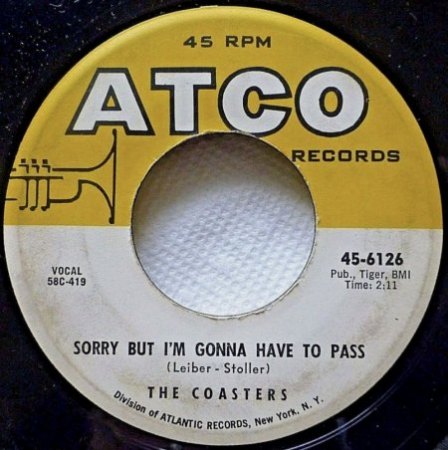 45 RPM
ATCO
RECORDS
VOCAL
58C-419
45-6126
Pub., Tiger, BMI
Time: 2:11
SORRY BUT I'M GONNA HAVE TO PASS
(Leiber - Stoller)
THE COASTERS
Division of ATLANTIC RECORDS, New York, N. Y.